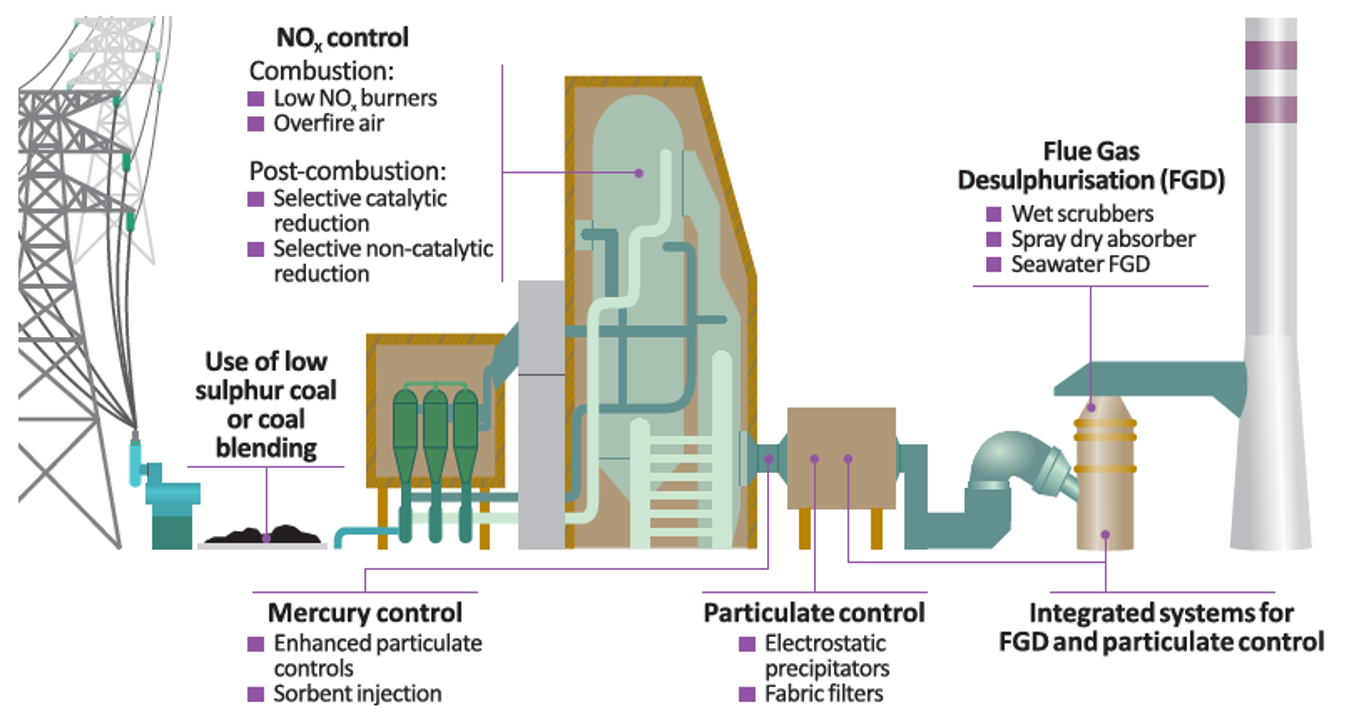 NOx control
Combustion:
Low NOx burners
Overfire air
Post-combustion:
Selective catalytic
reduction
Selective non-catalytic
reduction
Use of low
sulphur coal
or coal
blending
Flue Gas
Desulphurisation (FGD)
Wet scrubbers
Spray dry absorber
Seawater FGD
Mercury control
Enhanced particulate
controls
Sorbent injection
Particulate control
Electrostatic
precipitators
Fabric filters
Integrated systems for
FGD and particulate control